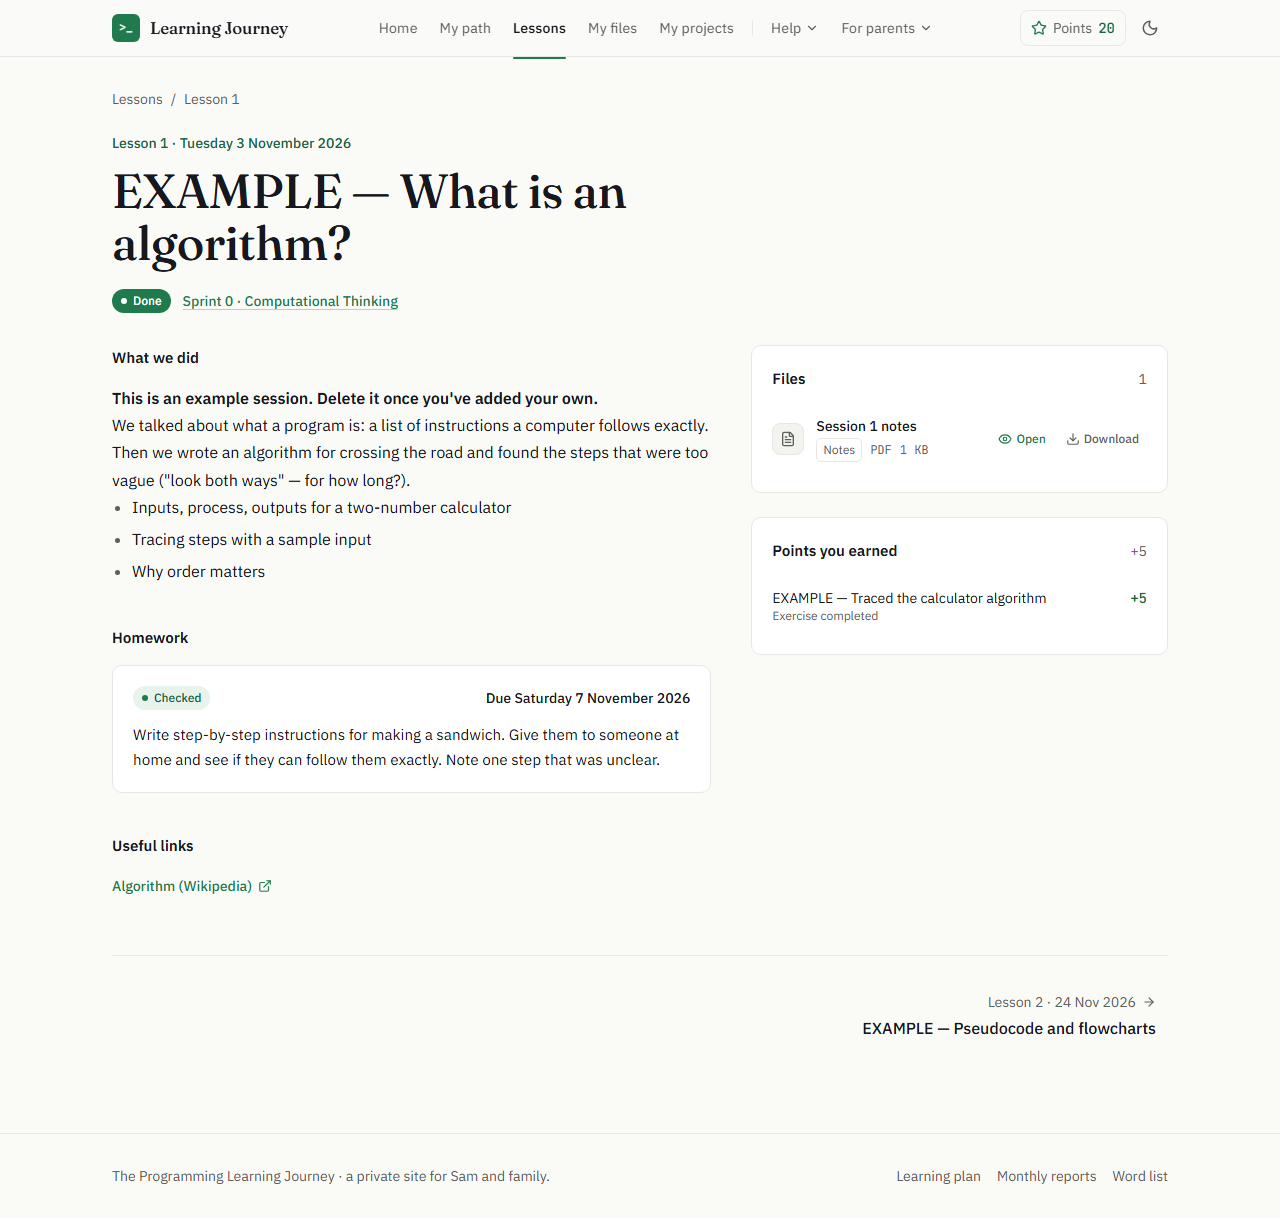 >_ Learning Journey
Home My path Lessons My files My projects Help For parents
Points 20
Lessons / Lesson 1
Lesson 1 · Tuesday 3 November 2026
EXAMPLE — What is an
algorithm?
Done Sprint 0 · Computational Thinking
What we did
This is an example session. Delete it once you've added your own.
We talked about what a program is: a list of instructions a computer follows exactly.
Then we wrote an algorithm for crossing the road and found the steps that were too
vague ("look both ways" — for how long?).
• Inputs, process, outputs for a two-number calculator
• Tracing steps with a sample input
• Why order matters
Homework
Checked Due Saturday 7 November 2026
Write step-by-step instructions for making a sandwich. Give them to someone at
home and see if they can follow them exactly. Note one step that was unclear.
Useful links
Algorithm (Wikipedia)
Files 1
Session 1 notes
Notes PDF 1 KB
Open Download
Points you earned +5
EXAMPLE — Traced the calculator algorithm +5
Exercise completed
Lesson 2 · 24 Nov 2026 →
EXAMPLE — Pseudocode and flowcharts
The Programming Learning Journey · a private site for Sam and family.
Learning plan Monthly reports Word list